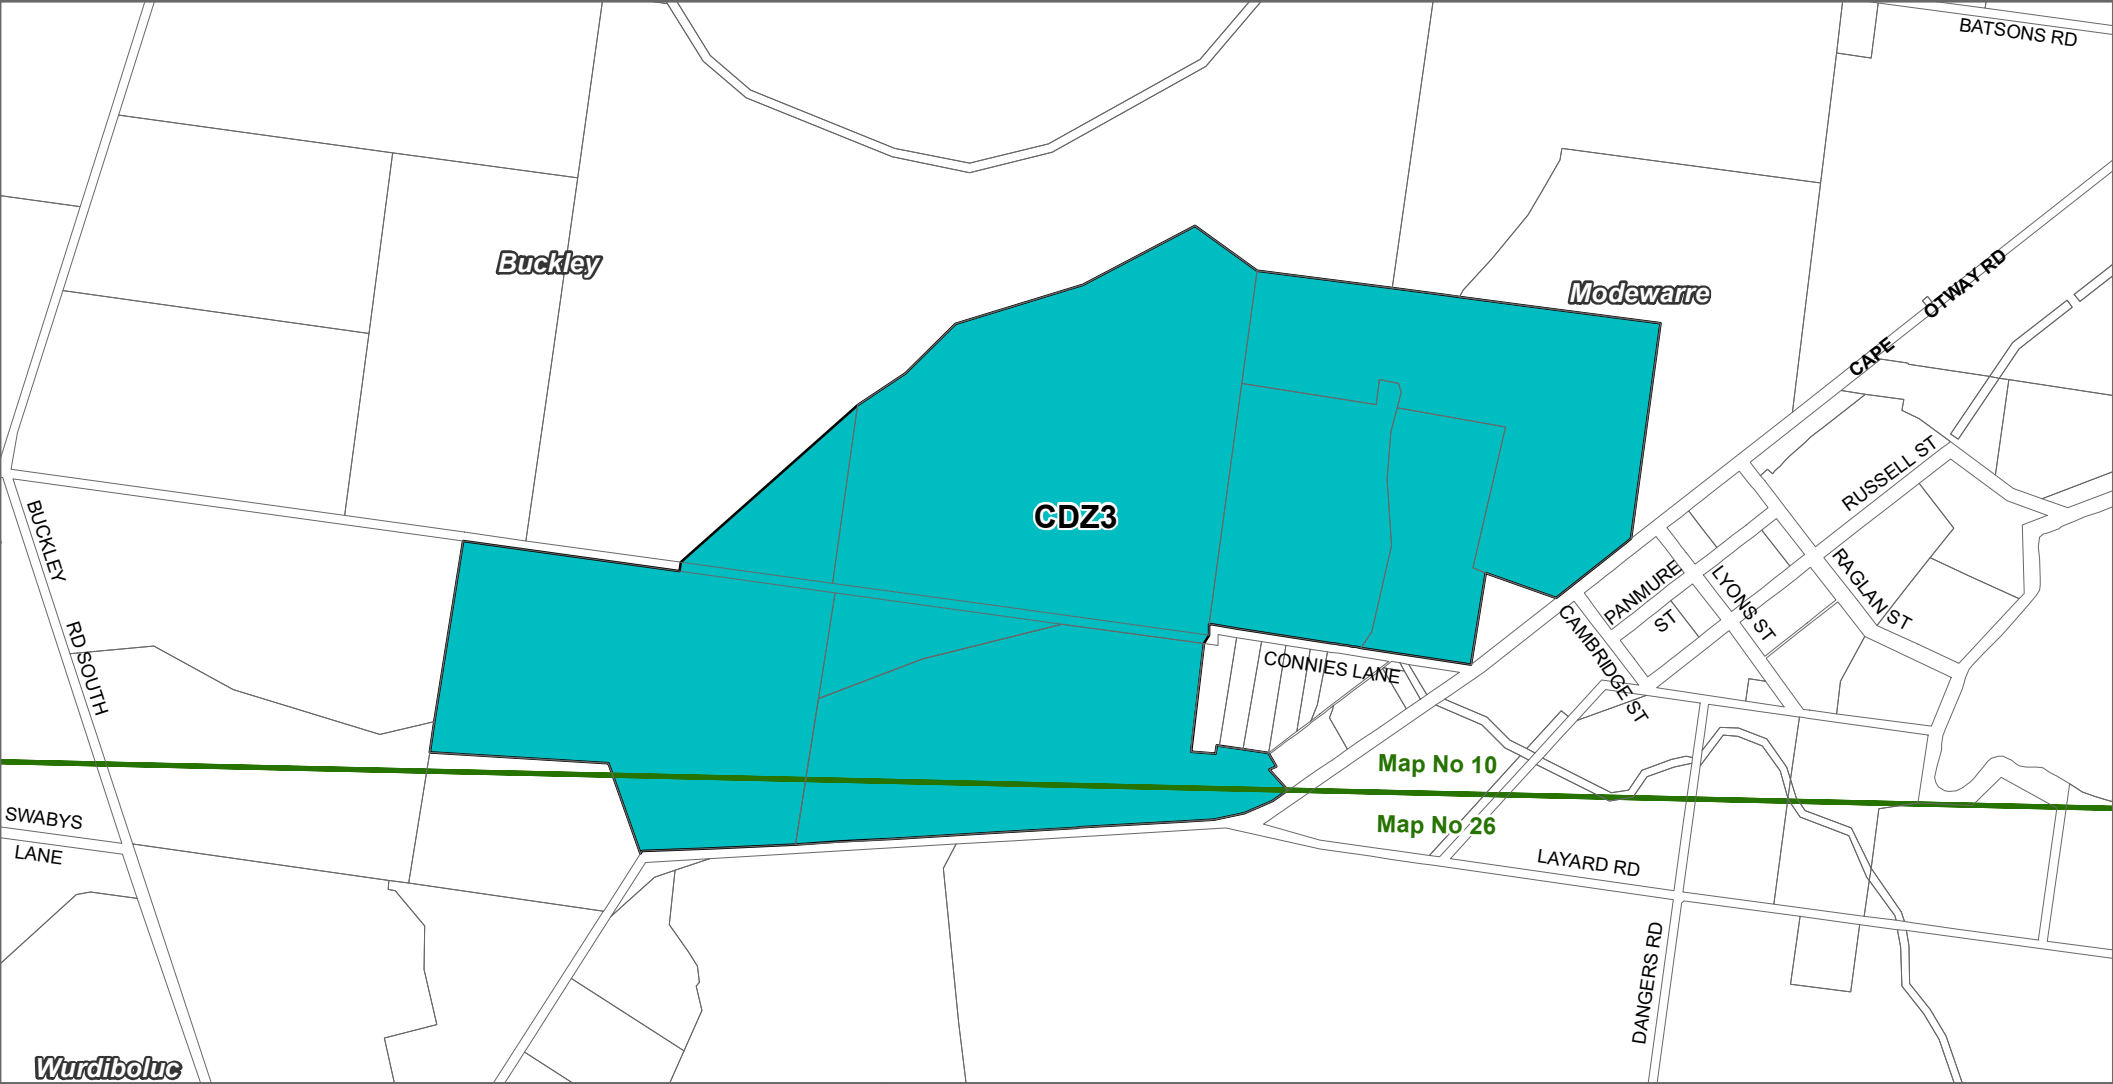 BATSONS RD
Buckley
Modewarre
OTWAY RD
CAPE
RUSSELL ST
CDZ3
BUCKLEY
RD SOUTH
PANMURE
ST
LYONS ST
RAGLAN ST
CAMBRIDGE ST
CONNIES LANE
Map No 10
Map No 26
SWABYS
LANE
LAYARD RD
DANGERS RD
Wurdiboluc